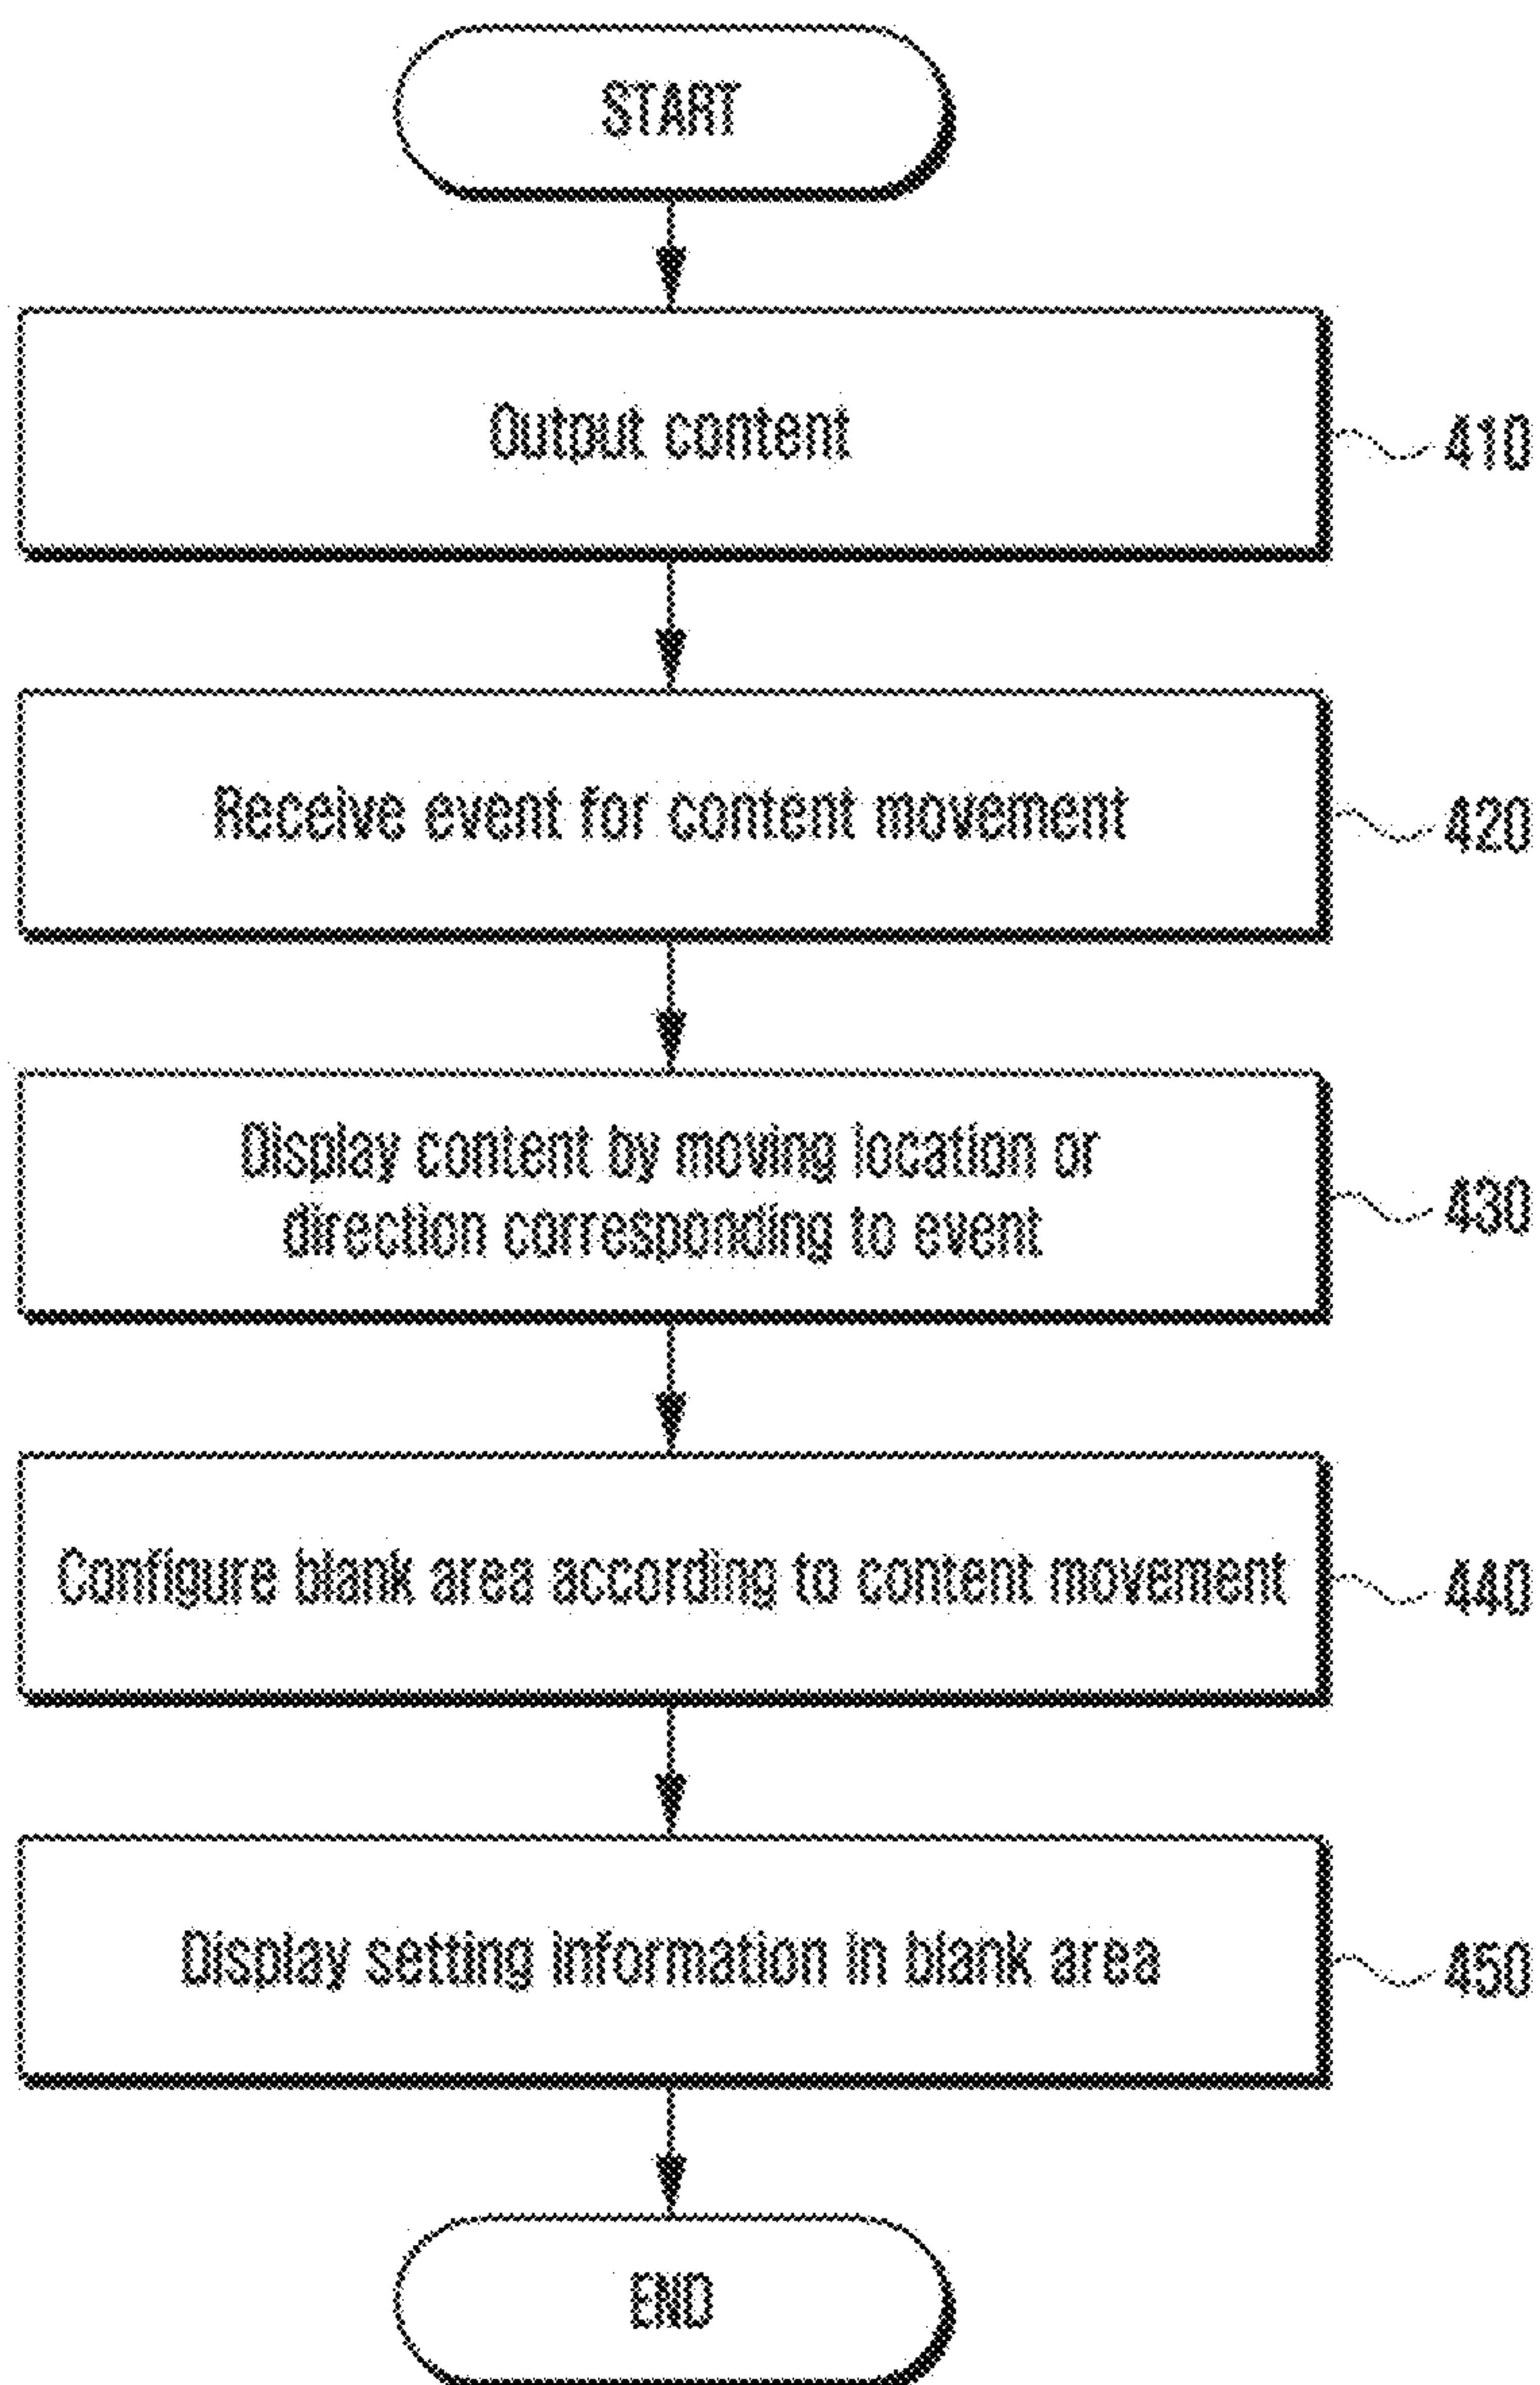 START
Output content
410
Receive event for content movement
420
Display content by moving location or
direction corresponding to event
430
Configure blank area according to content movement
440
Display setting information in blank area
450
END